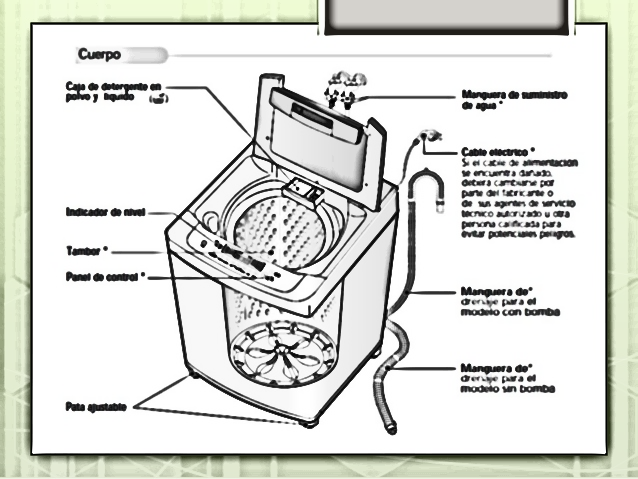 Cuerpo
Caja de detergente en
polvo y liquido
Indicador de nivel
Tambor *
Panel de control *
Pata ajustable
Manguera de suministro
de agua *
Cable eléctrico *
Si el cable de alimentación
se encuentra dañado,
debera cambiarse por
parte del fabricante o
de sus agentes de servicio
técnico autorizado u otra
persona calificada para
evitar potenciales peligros.
Manguera de*
drenaje para el
modelo con bomba
Manguera de*
drenaje para el
modelo sin bomba